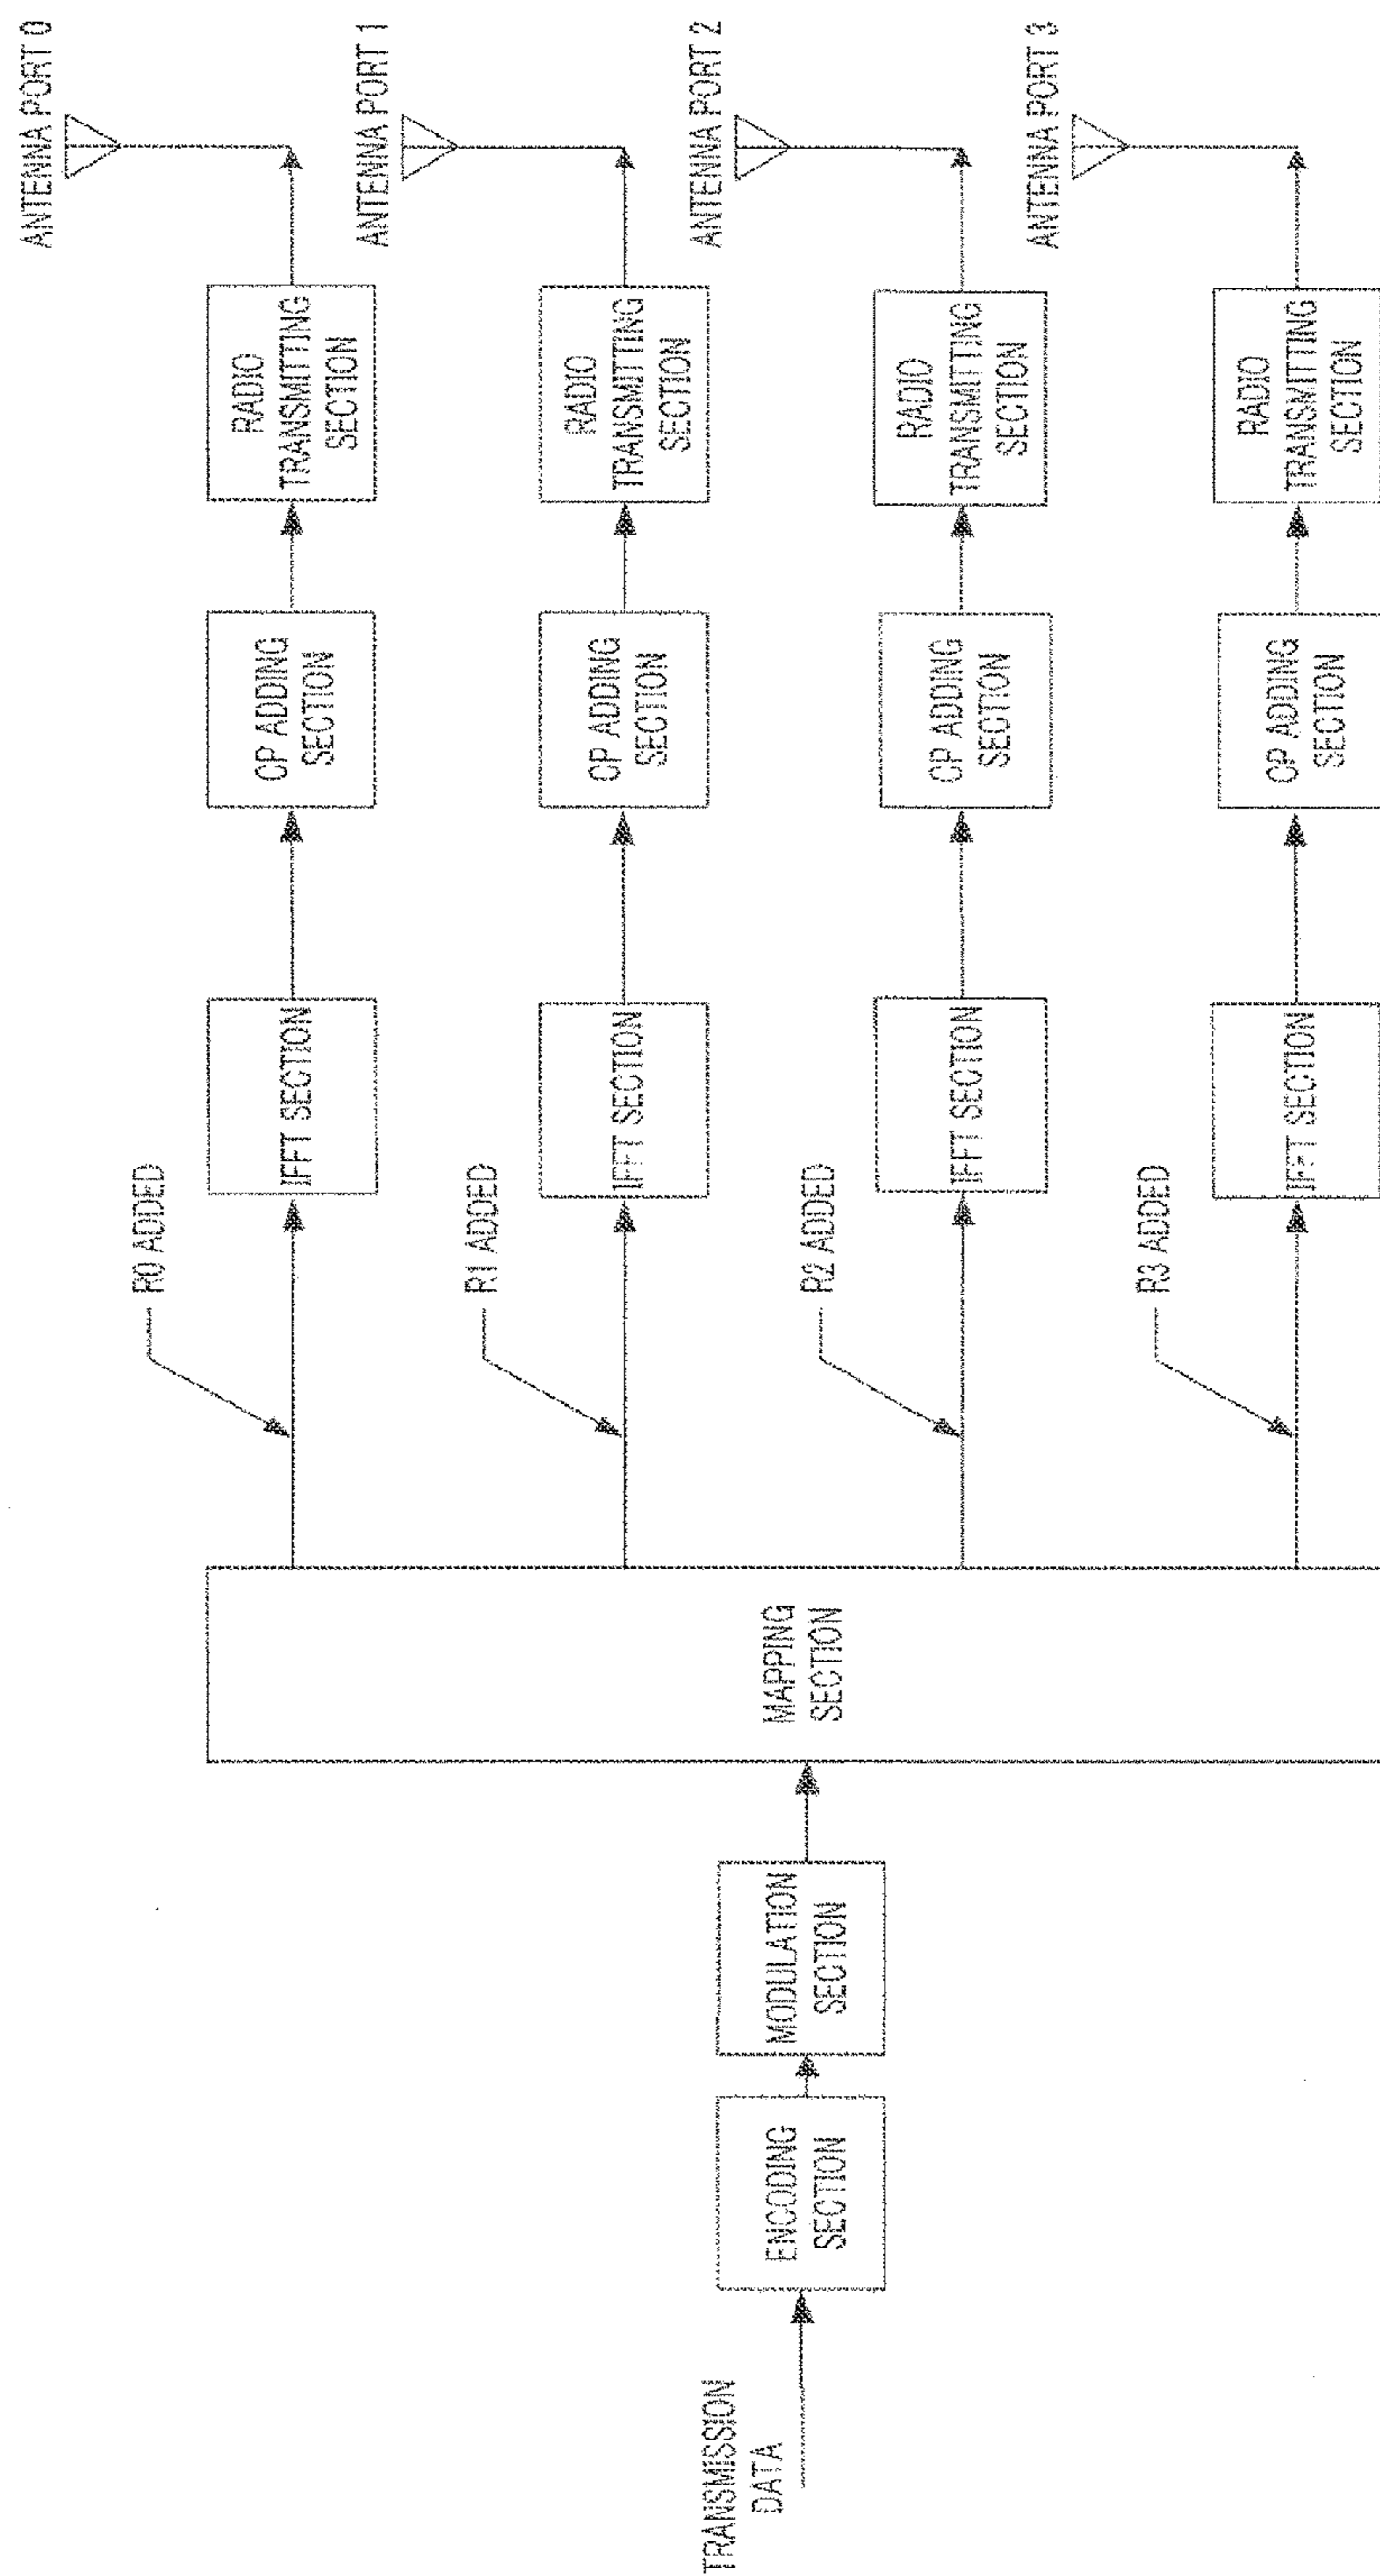 TRANSMISSION
DATA
ENCODING
SECTION
MODULATION
SECTION
MAPPING
SECTION
R0 ADDED
IFFT SECTION
CP ADDING
SECTION
RADIO
TRANSMITTING
SECTION
ANTENNA PORT 0
R1 ADDED
IFFT SECTION
CP ADDING
SECTION
RADIO
TRANSMITTING
SECTION
ANTENNA PORT 1
R2 ADDED
IFFT SECTION
CP ADDING
SECTION
RADIO
TRANSMITTING
SECTION
ANTENNA PORT 2
R3 ADDED
IFFT SECTION
CP ADDING
SECTION
RADIO
TRANSMITTING
SECTION
ANTENNA PORT 3